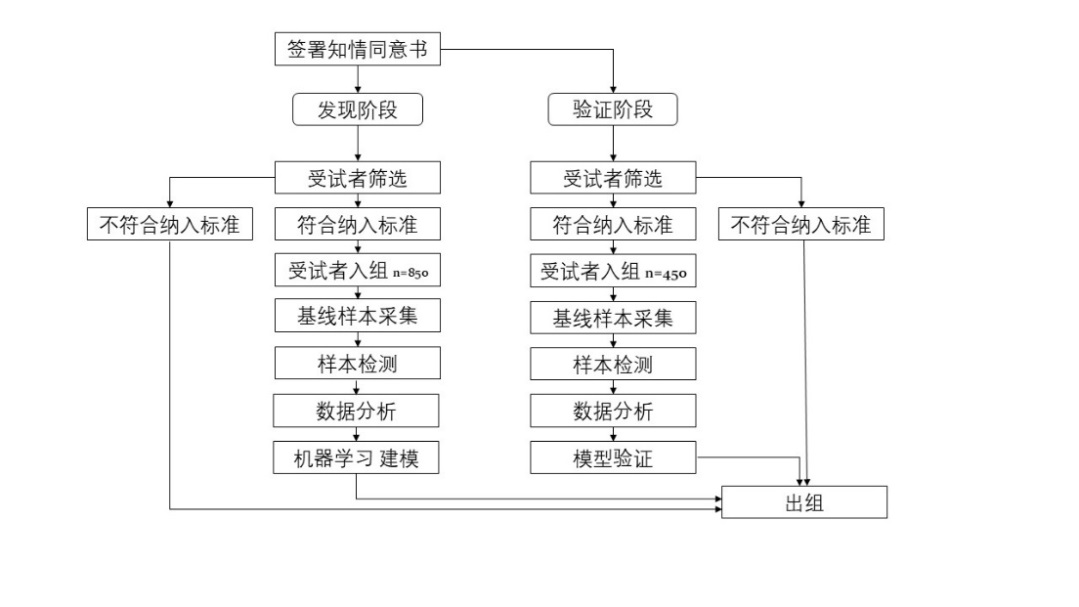 签署知情同意书
发现阶段
验证阶段
受试者筛选
受试者筛选
不符合纳入标准
符合纳入标准
符合纳入标准
不符合纳入标准
受试者入组 n=850
受试者入组 n=450
基线样本采集
基线样本采集
样本检测
样本检测
数据分析
数据分析
机器学习 建模
模型验证
出组